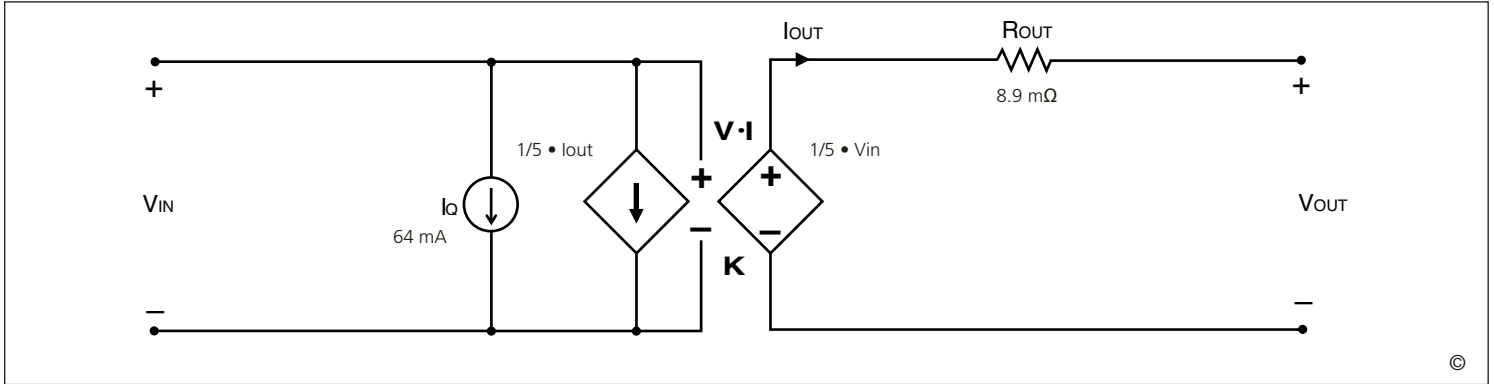 IOUT
ROUT
+
8.9 mΩ
+
V•I
1/5 • Iout
1/5 • Vin
+
+
VIN
IQ
VOUT
64 mA
–
–
K
–
–
©